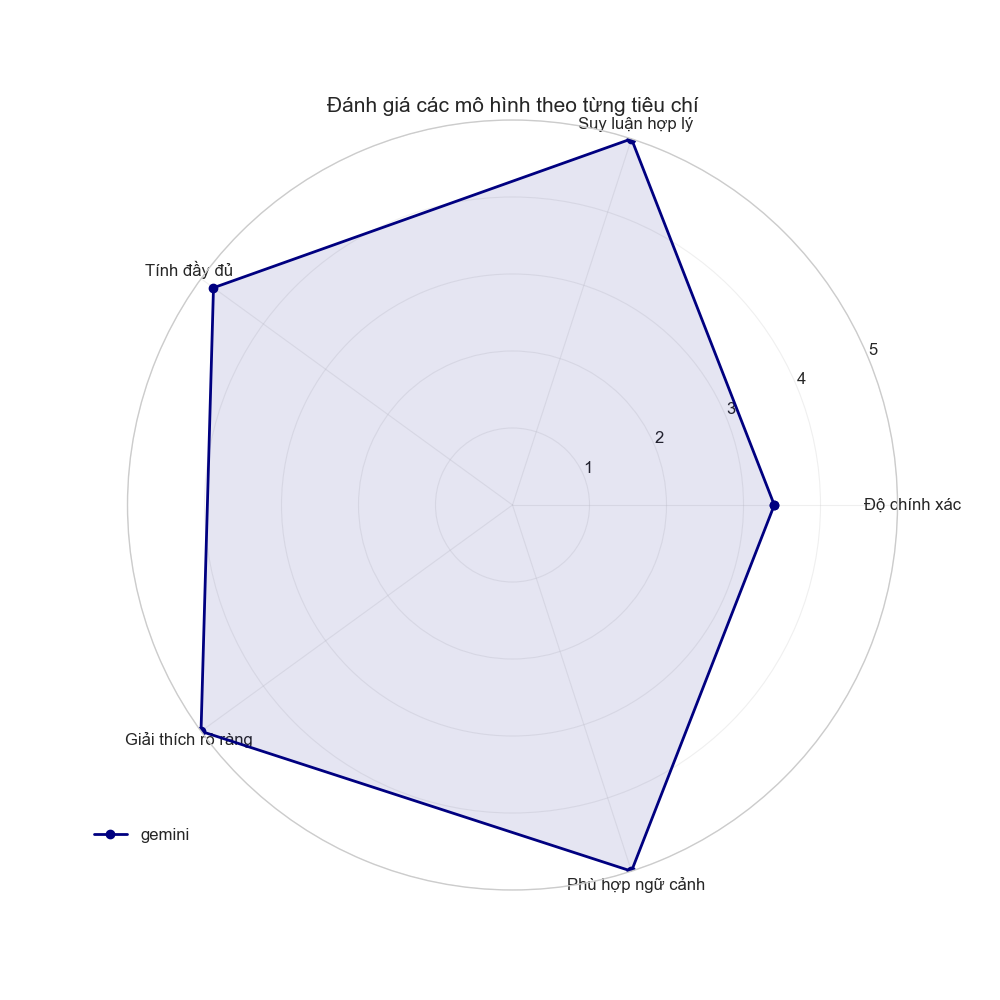 Đánh giá các mô hình theo từng tiêu chí
Suy luận hợp lý
Tính đầy đủ
5
4
3
2
1
Độ chính xác
Giải thích rõ ràng
gemini
Phù hợp ngữ cảnh